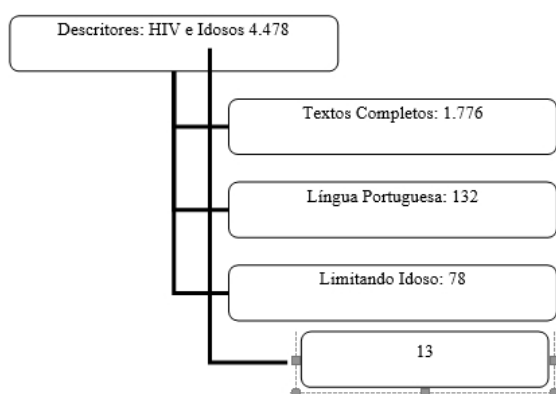 Descritores: HIV e Idosos 4.478
Textos Completos: 1.776
Língua Portuguesa: 132
Limitando Idoso: 78
13